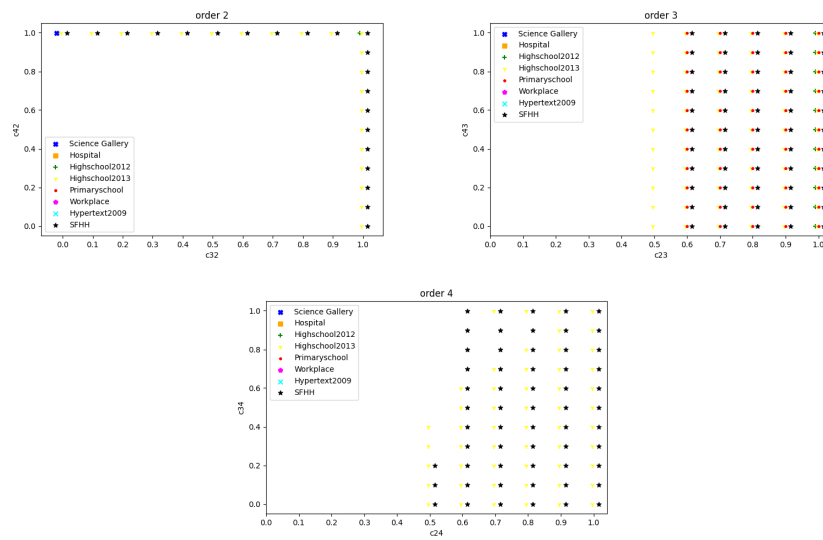 order 2
1.0
0.8
0.6
0.4
0.2
0.0
c42
Science Gallery
Hospital
Highschool2012
Highschool2013
Primaryschool
Workplace
Hypertext2009
SFHH
0.0 0.1 0.2 0.3 0.4 0.5 0.6 0.7 0.8 0.9 1.0
c32
order 3
1.0
0.8
0.6
0.4
0.2
0.0
c43
Science Gallery
Hospital
Highschool2012
Highschool2013
Primaryschool
Workplace
Hypertext2009
SFHH
0.0 0.1 0.2 0.3 0.4 0.5 0.6 0.7 0.8 0.9 1.0
c23
order 4
1.0
0.8
0.6
0.4
0.2
0.0
c34
Science Gallery
Hospital
Highschool2012
Highschool2013
Primaryschool
Workplace
Hypertext2009
SFHH
0.0 0.1 0.2 0.3 0.4 0.5 0.6 0.7 0.8 0.9 1.0
c24